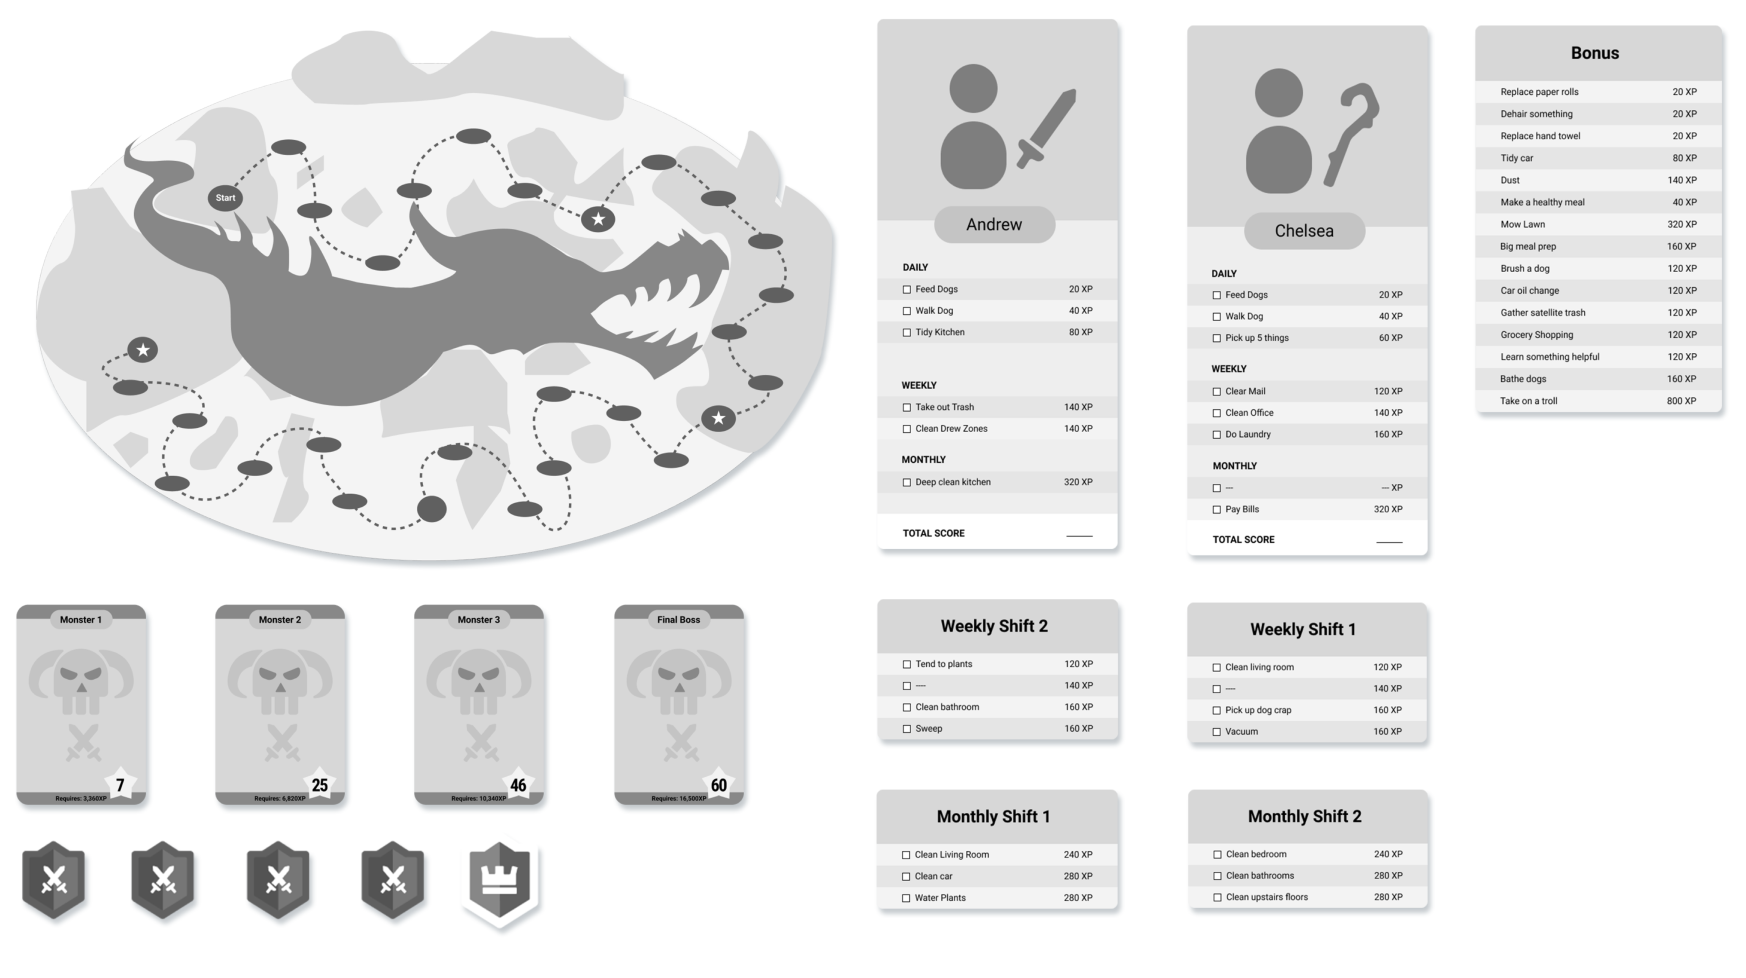 Start
Monster 1
7
Requires: 3,360XP
Monster 2
25
Requires: 6,820XP
Monster 3
46
Requires: 10,340XP
Final Boss
60
Requires: 16,500XP
Andrew
DAILY
Feed Dogs 20 XP
Walk Dog 40 XP
Tidy Kitchen 80 XP
WEEKLY
Take out Trash 140 XP
Clean Drew Zones 140 XP
MONTHLY
Deep clean kitchen 320 XP
TOTAL SCORE ______
Chelsea
DAILY
Feed Dogs 20 XP
Walk Dog 40 XP
Pick up 5 things 60 XP
WEEKLY
Clear Mail 120 XP
Clean Office 140 XP
Do Laundry 160 XP
MONTHLY
--- --- XP
Pay Bills 320 XP
TOTAL SCORE ______
Bonus
Replace paper rolls 20 XP
Dehair something 20 XP
Replace hand towel 20 XP
Tidy car 80 XP
Dust 140 XP
Make a healthy meal 40 XP
Mow Lawn 320 XP
Big meal prep 160 XP
Brush a dog 120 XP
Car oil change 120 XP
Gather satellite trash 120 XP
Grocery Shopping 120 XP
Learn something helpful 120 XP
Bathe dogs 160 XP
Take on a troll 800 XP
Weekly Shift 2
Tend to plants 120 XP
---- 140 XP
Clean bathroom 160 XP
Sweep 160 XP
Weekly Shift 1
Clean living room 120 XP
---- 140 XP
Pick up dog crap 160 XP
Vacuum 160 XP
Monthly Shift 1
Clean Living Room 240 XP
Clean car 280 XP
Water Plants 280 XP
Monthly Shift 2
Clean bedroom 240 XP
Clean bathrooms 280 XP
Clean upstairs floors 280 XP